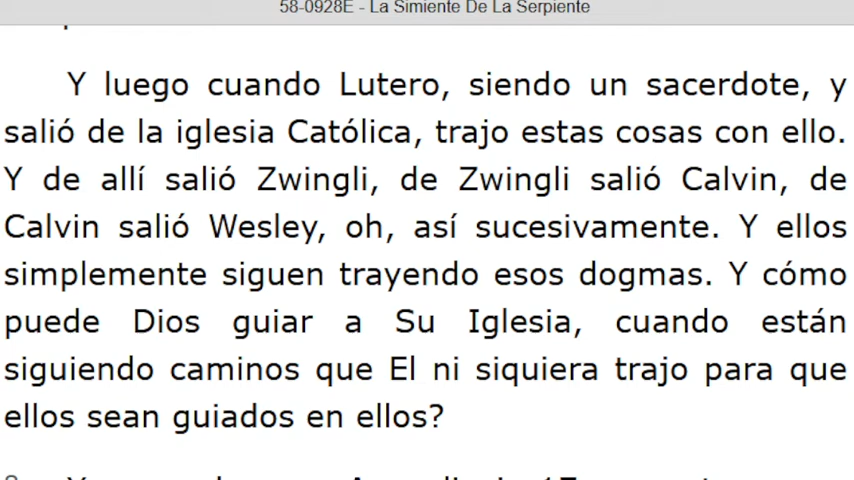 58-0928E - La Simiente De La Serpiente
Y luego cuando Lutero, siendo un sacerdote, y
salió de la iglesia Católica, trajo estas cosas con ello.
Y de allí salió Zwingli, de Zwingli salió Calvin, de
Calvin salió Wesley, oh, así sucesivamente. Y ellos
simplemente siguen trayendo esos dogmas. Y cómo
puede Dios guiar a Su Iglesia, cuando están
siguiendo caminos que El ni siquiera trajo para que
ellos sean guiados en ellos?